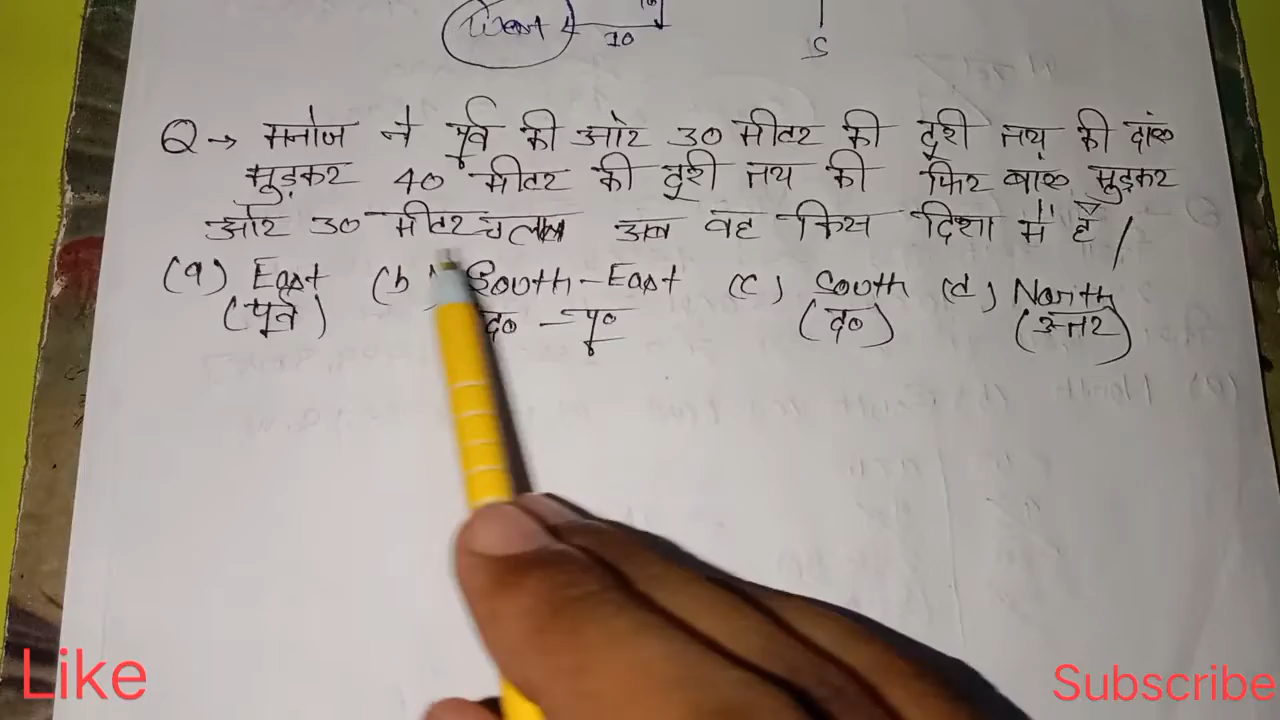 West
10
10
S
Q → मनोज ने पूर्व की ओर 30 मीटर की दूरी तय की दांए
मुड़कर 40 मीटर की दूरी तय की फिर बाए मुड़कर
और 30 मीटर चला अब वह किस दिशा में है /
(a) East (b) South-East (c) South (d) North
(पूर्व) द० - पू० (द०) (उत्तर)
Like
Subscribe